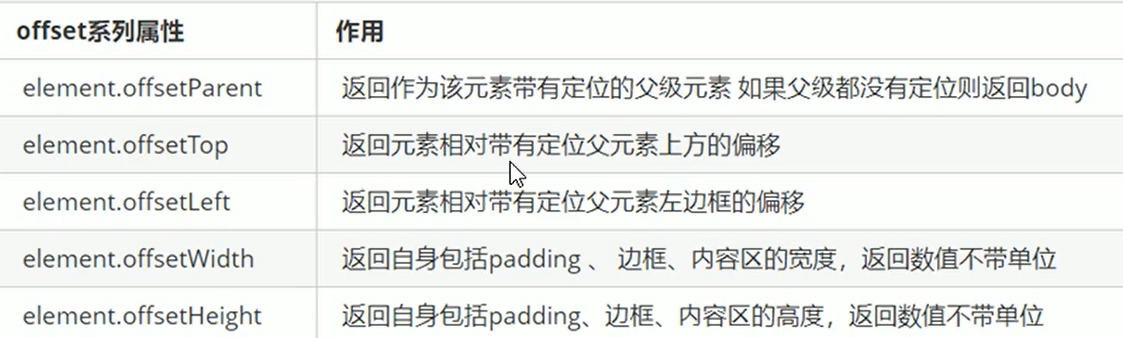 offset系列属性 作用
element.offsetParent 返回作为该元素带有定位的父级元素 如果父级都没有定位则返回body
element.offsetTop 返回元素相对带有定位父元素上方的偏移
element.offsetLeft 返回元素相对带有定位父元素左边框的偏移
element.offsetWidth 返回自身包括padding 、 边框、内容区的宽度，返回数值不带单位
element.offsetHeight 返回自身包括padding、边框、内容区的高度，返回数值不带单位